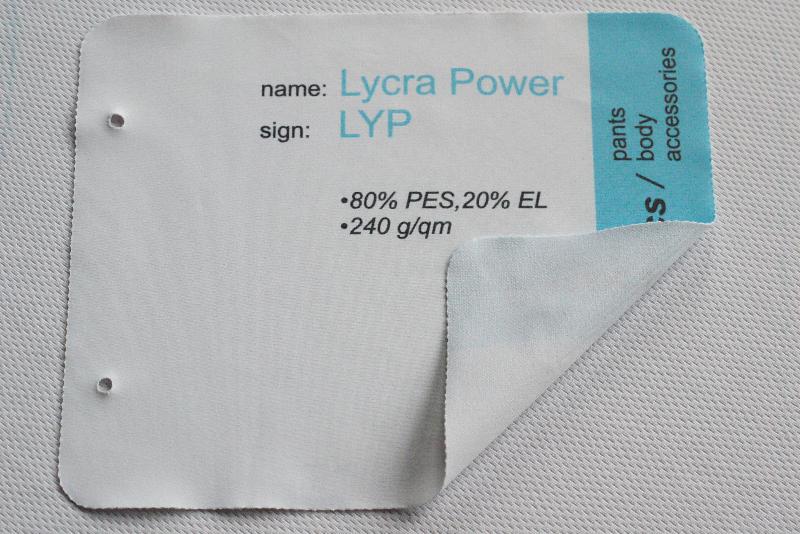 name: Lycra Power
sign: LYP
•80% PES,20% EL
•240 g/qm
/ pants
body
accessories